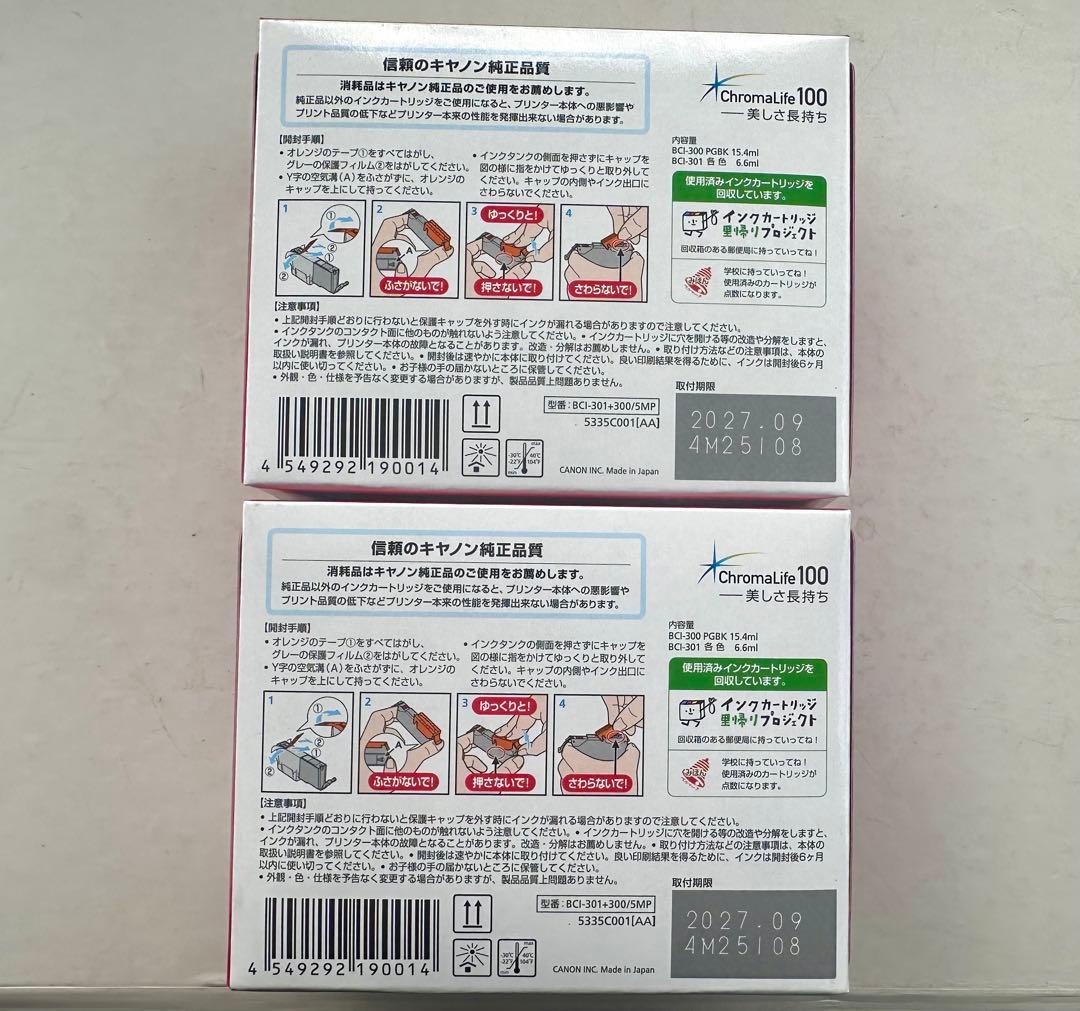 信頼のキヤノン純正品質
消耗品はキヤノン純正品のご使用をお薦めします。
純正品以外のインクカートリッジをご使用になると、プリンター本体への悪影響や
プリント品質の低下などプリンター本来の性能を発揮出来ない場合があります。
ChromaLife100
美しさ長持ち
【開封手順】
・オレンジのテープ①をすべてはがし、
グレーの保護フィルム②をはがしてください。
・Y字の空気溝(A)をふさがずに、オレンジの
キャップを上にして持ってください。
・インクタンクの側面を押さずにキャップを
図の様に指をかけてゆっくりと取り外して
ください。キャップの内側やインク出口に
さわらないでください。
内容量
BCI-300 PGBK 15.4ml
BCI-301 各色 6.6ml
使用済みインクカートリッジを
回収しています。
インクカートリッジ
里帰りプロジェクト
回収箱のある郵便局に持っていってね!
みほん
学校に持っていってね!
使用済みのカートリッジが
点数になります。
1
①
②
①
②
2
A
ふさがないで!
3
ゆっくりと!
押さないで!
4
さわらないで!
【注意事項】
・上記開封手順どおりに行わないと保護キャップを外す時にインクが漏れる場合がありますので注意してください。
・インクタンクのコンタクト面に他のものが触れないよう注意してください。・インクカートリッジに穴を開ける等の改造や分解をしますと、
インクが漏れ、プリンター本体の故障となることがあります。改造・分解はお薦めしません。・取り付け方法などの注意事項は、本体の
取扱い説明書を参照してください。・開封後は速やかに本体に取り付けてください。良い印刷結果を得るために、インクは開封後6ヶ月
以内に使い切ってください。・お子様の手の届かないところに保管してください。
・外観・色・仕様を予告なく変更する場合がありますが、製品品質上問題ありません。
取付期限
2027.09
4M25I08
型番:BCI-301+300/5MP
5335C001[AA]
max
-30℃ 40℃
-22°F 104°F
min
CANON INC. Made in Japan
4 549292 190014
信頼のキヤノン純正品質
消耗品はキヤノン純正品のご使用をお薦めします。
純正品以外のインクカートリッジをご使用になると、プリンター本体への悪影響や
プリント品質の低下などプリンター本来の性能を発揮出来ない場合があります。
ChromaLife100
美しさ長持ち
【開封手順】
・オレンジのテープ①をすべてはがし、
グレーの保護フィルム②をはがしてください。
・Y字の空気溝(A)をふさがずに、オレンジの
キャップを上にして持ってください。
・インクタンクの側面を押さずにキャップを
図の様に指をかけてゆっくりと取り外して
ください。キャップの内側やインク出口に
さわらないでください。
内容量
BCI-300 PGBK 15.4ml
BCI-301 各色 6.6ml
使用済みインクカートリッジを
回収しています。
インクカートリッジ
里帰りプロジェクト
回収箱のある郵便局に持っていってね!
みほん
学校に持っていってね!
使用済みのカートリッジが
点数になります。
1
①
②
①
②
2
A
ふさがないで!
3
ゆっくりと!
押さないで!
4
さわらないで!
【注意事項】
・上記開封手順どおりに行わないと保護キャップを外す時にインクが漏れる場合がありますので注意してください。
・インクタンクのコンタクト面に他のものが触れないよう注意してください。・インクカートリッジに穴を開ける等の改造や分解をしますと、
インクが漏れ、プリンター本体の故障となることがあります。改造・分解はお薦めしません。・取り付け方法などの注意事項は、本体の
取扱い説明書を参照してください。・開封後は速やかに本体に取り付けてください。良い印刷結果を得るために、インクは開封後6ヶ月
以内に使い切ってください。・お子様の手の届かないところに保管してください。
・外観・色・仕様を予告なく変更する場合がありますが、製品品質上問題ありません。
取付期限
2027.09
4M25I08
型番:BCI-301+300/5MP
5335C001[AA]
max
-30℃ 40℃
-22°F 104°F
min
CANON INC. Made in Japan
4 549292 190014